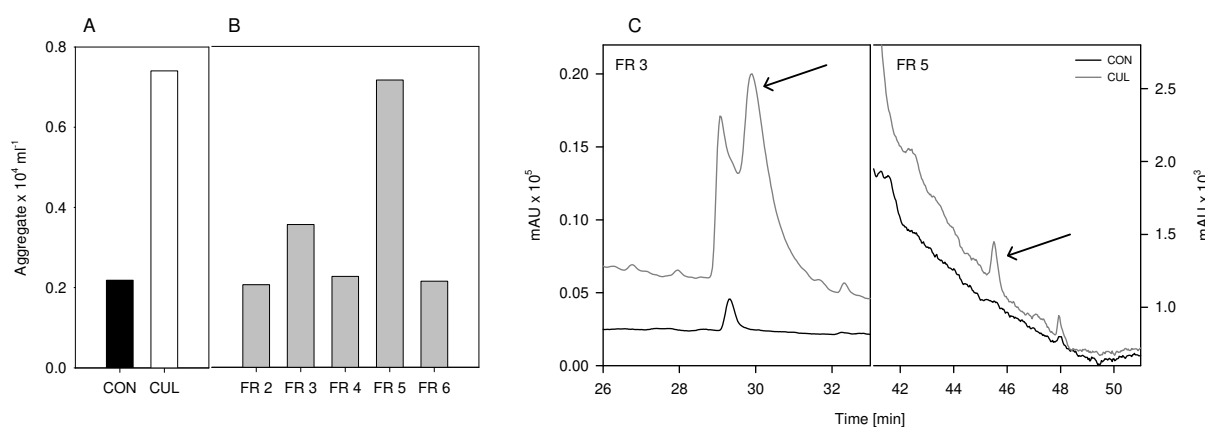 A
B
C
Aggregate x 10⁴ ml⁻¹
0.8
0.6
0.4
0.2
0.0
CON CUL
FR 2 FR 3 FR 4 FR 5 FR 6
mAU x 10⁵
0.20
0.15
0.10
0.05
0.00
FR 3
26 28 30 32
FR 5
CON
CUL
2.5
2.0
1.5
1.0
mAU x 10³
42 44 46 48 50
Time [min]